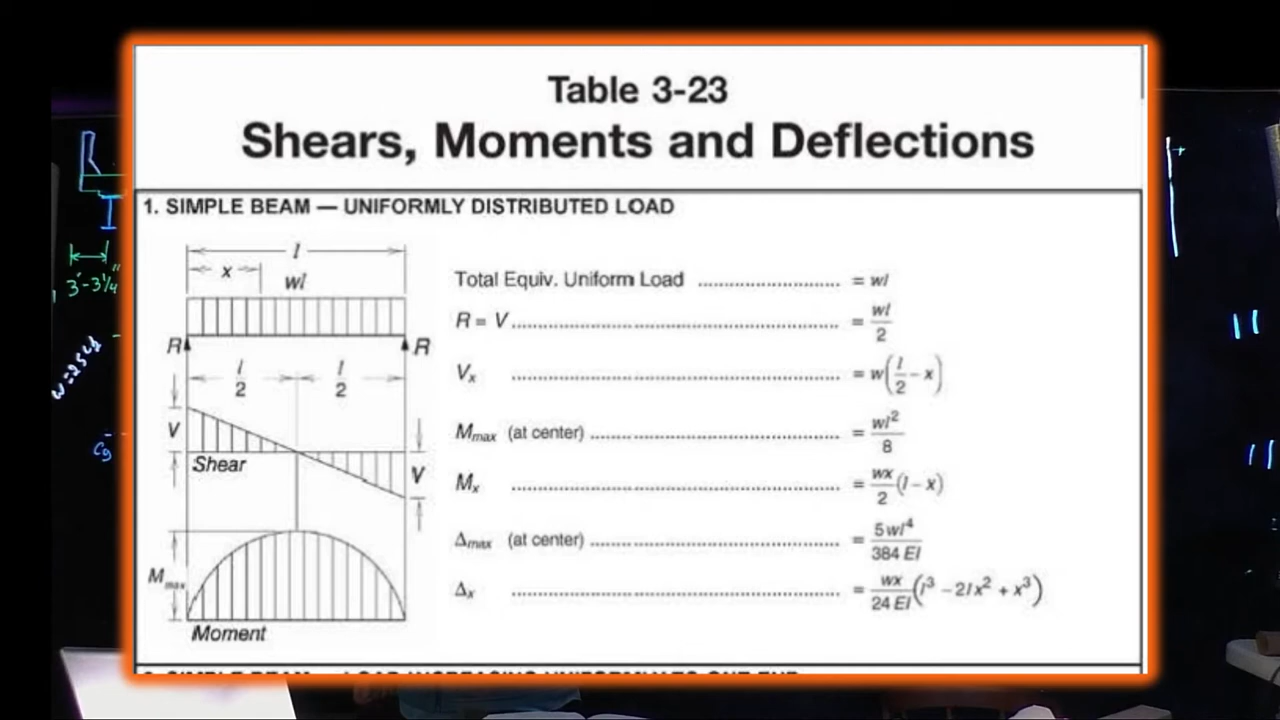 Table 3-23
Shears, Moments and Deflections
1. SIMPLE BEAM — UNIFORMLY DISTRIBUTED LOAD
l
x
wl
R
R
l/2
l/2
V
Shear
V
M max
Moment
Total Equiv. Uniform Load ........................... = wl
R = V ........................... = wl/2
Vx ........................... = w(l/2 − x)
Mmax (at center) ........................... = wl²/8
Mx ........................... = wx/2 (l − x)
Δmax (at center) ........................... = 5wl⁴/384 EI
Δx ........................... = wx/24 EI (l³ − 2lx² + x³)
3'-3¼"